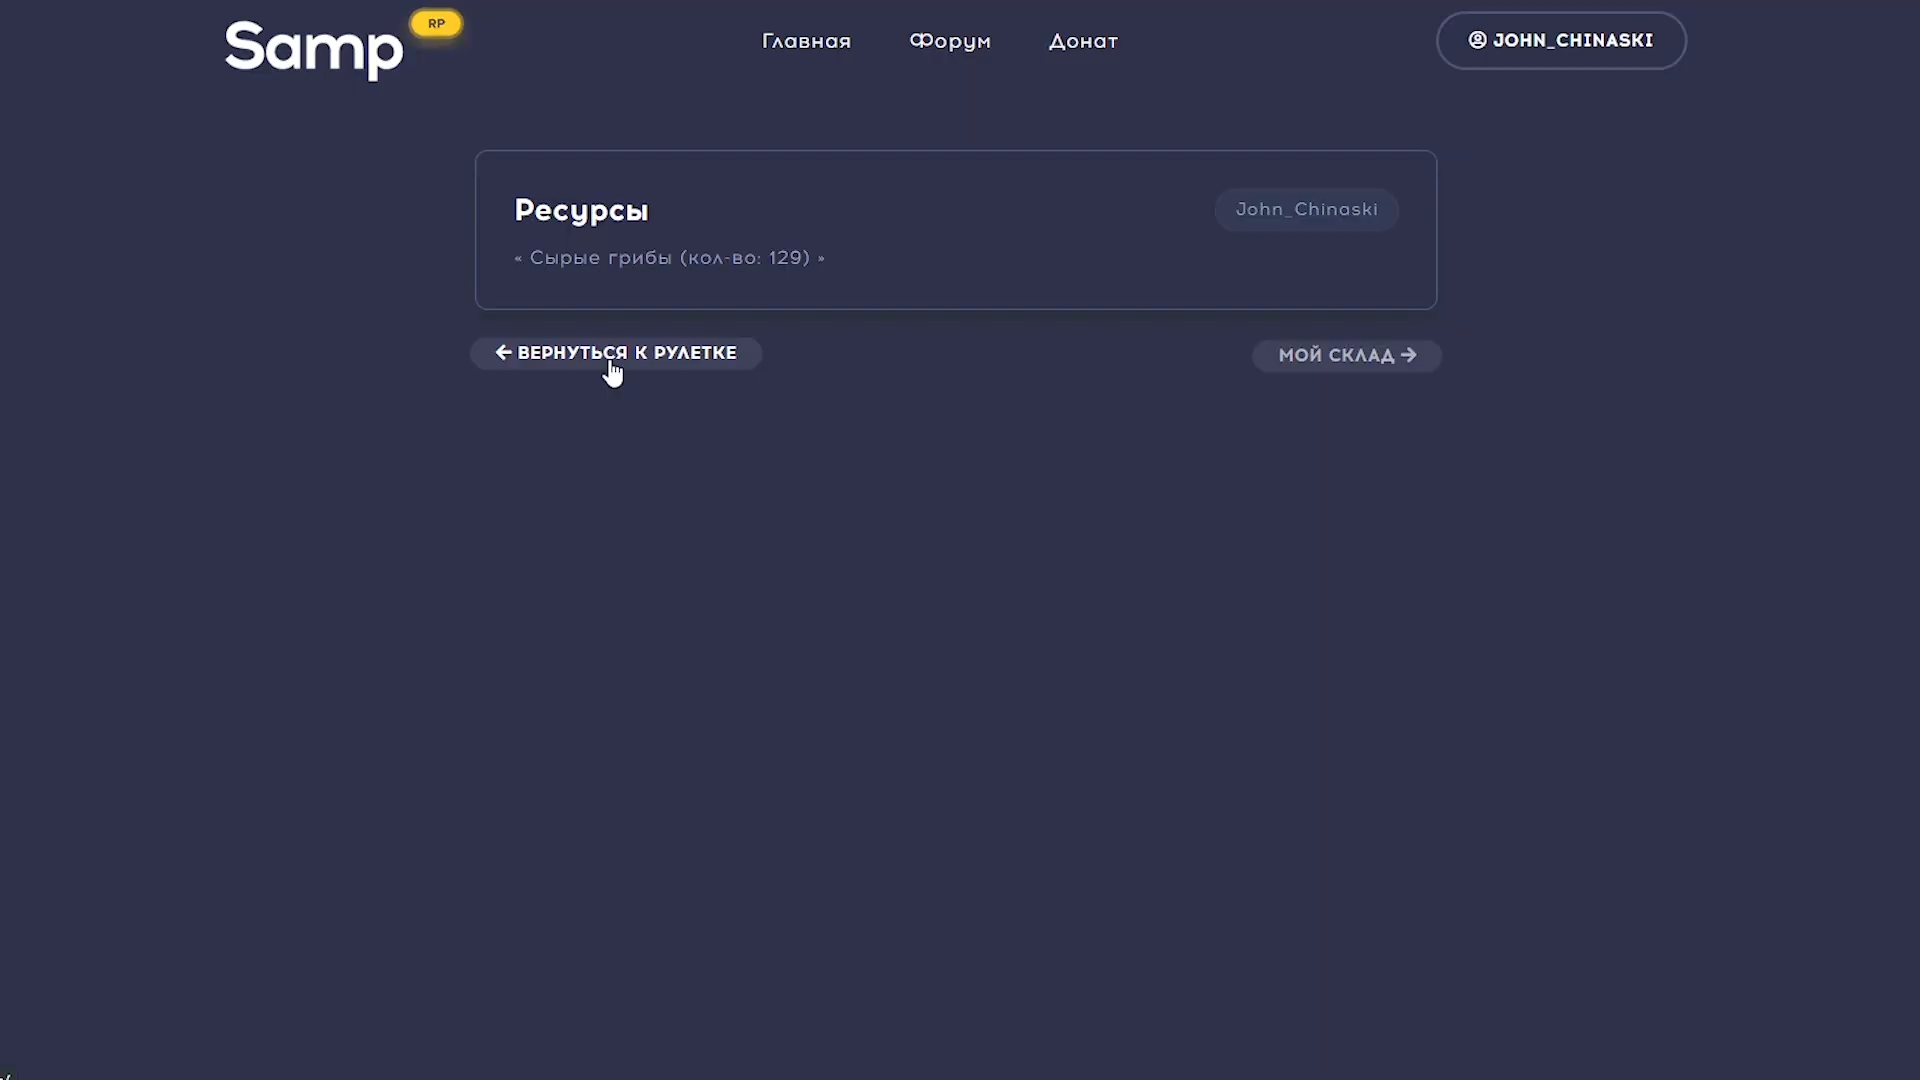 Samp RP
Главная Форум Донат
JOHN_CHINASKI
Ресурсы
John_Chinaski
« Сырые грибы (кол-во: 129) »
← ВЕРНУТЬСЯ К РУЛЕТКЕ
МОЙ СКЛАД →